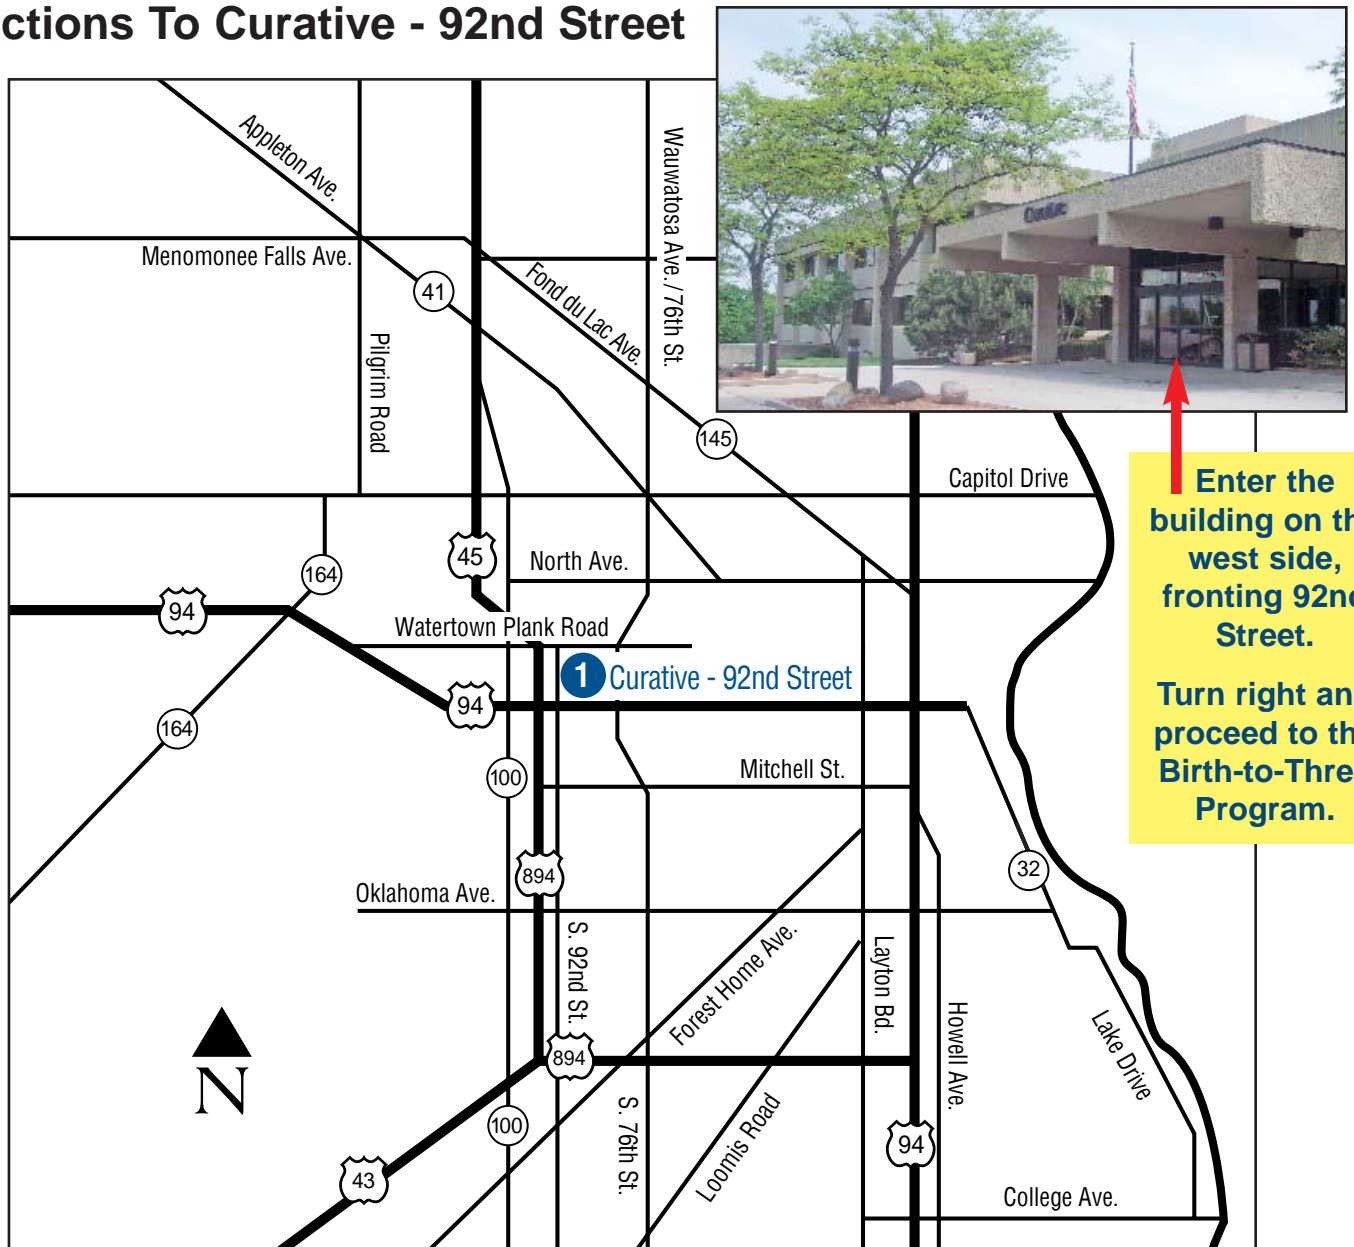 ctions To Curative - 92nd Street
Curative
Appleton Ave.
Wauwatosa Ave./76th St.
Menomonee Falls Ave.
41
Fond du Lac Ave.
Pilgrim Road
145
Capitol Drive
Enter the
building on th
west side,
fronting 92nd
Street.
Turn right an
proceed to th
Birth-to-Thre
Program.
45
North Ave.
164
94
Watertown Plank Road
1 Curative - 92nd Street
94
164
100
Mitchell St.
894
32
Oklahoma Ave.
S. 92nd St.
Forest Home Ave.
Layton Bd.
Howell Ave.
Lake Drive
N
894
100
S. 76th St.
Loomis Road
94
43
College Ave.